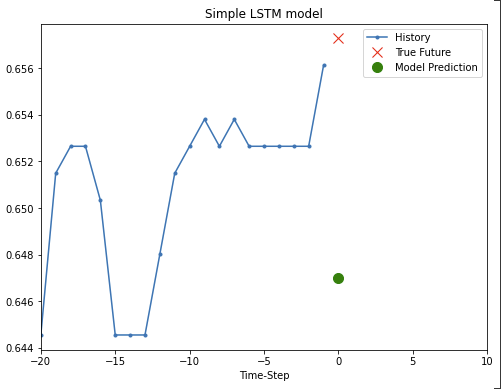 Simple LSTM model
History
True Future
Model Prediction
0.656
0.654
0.652
0.650
0.648
0.646
0.644
−20 −15 −10 −5 0 5 10
Time-Step